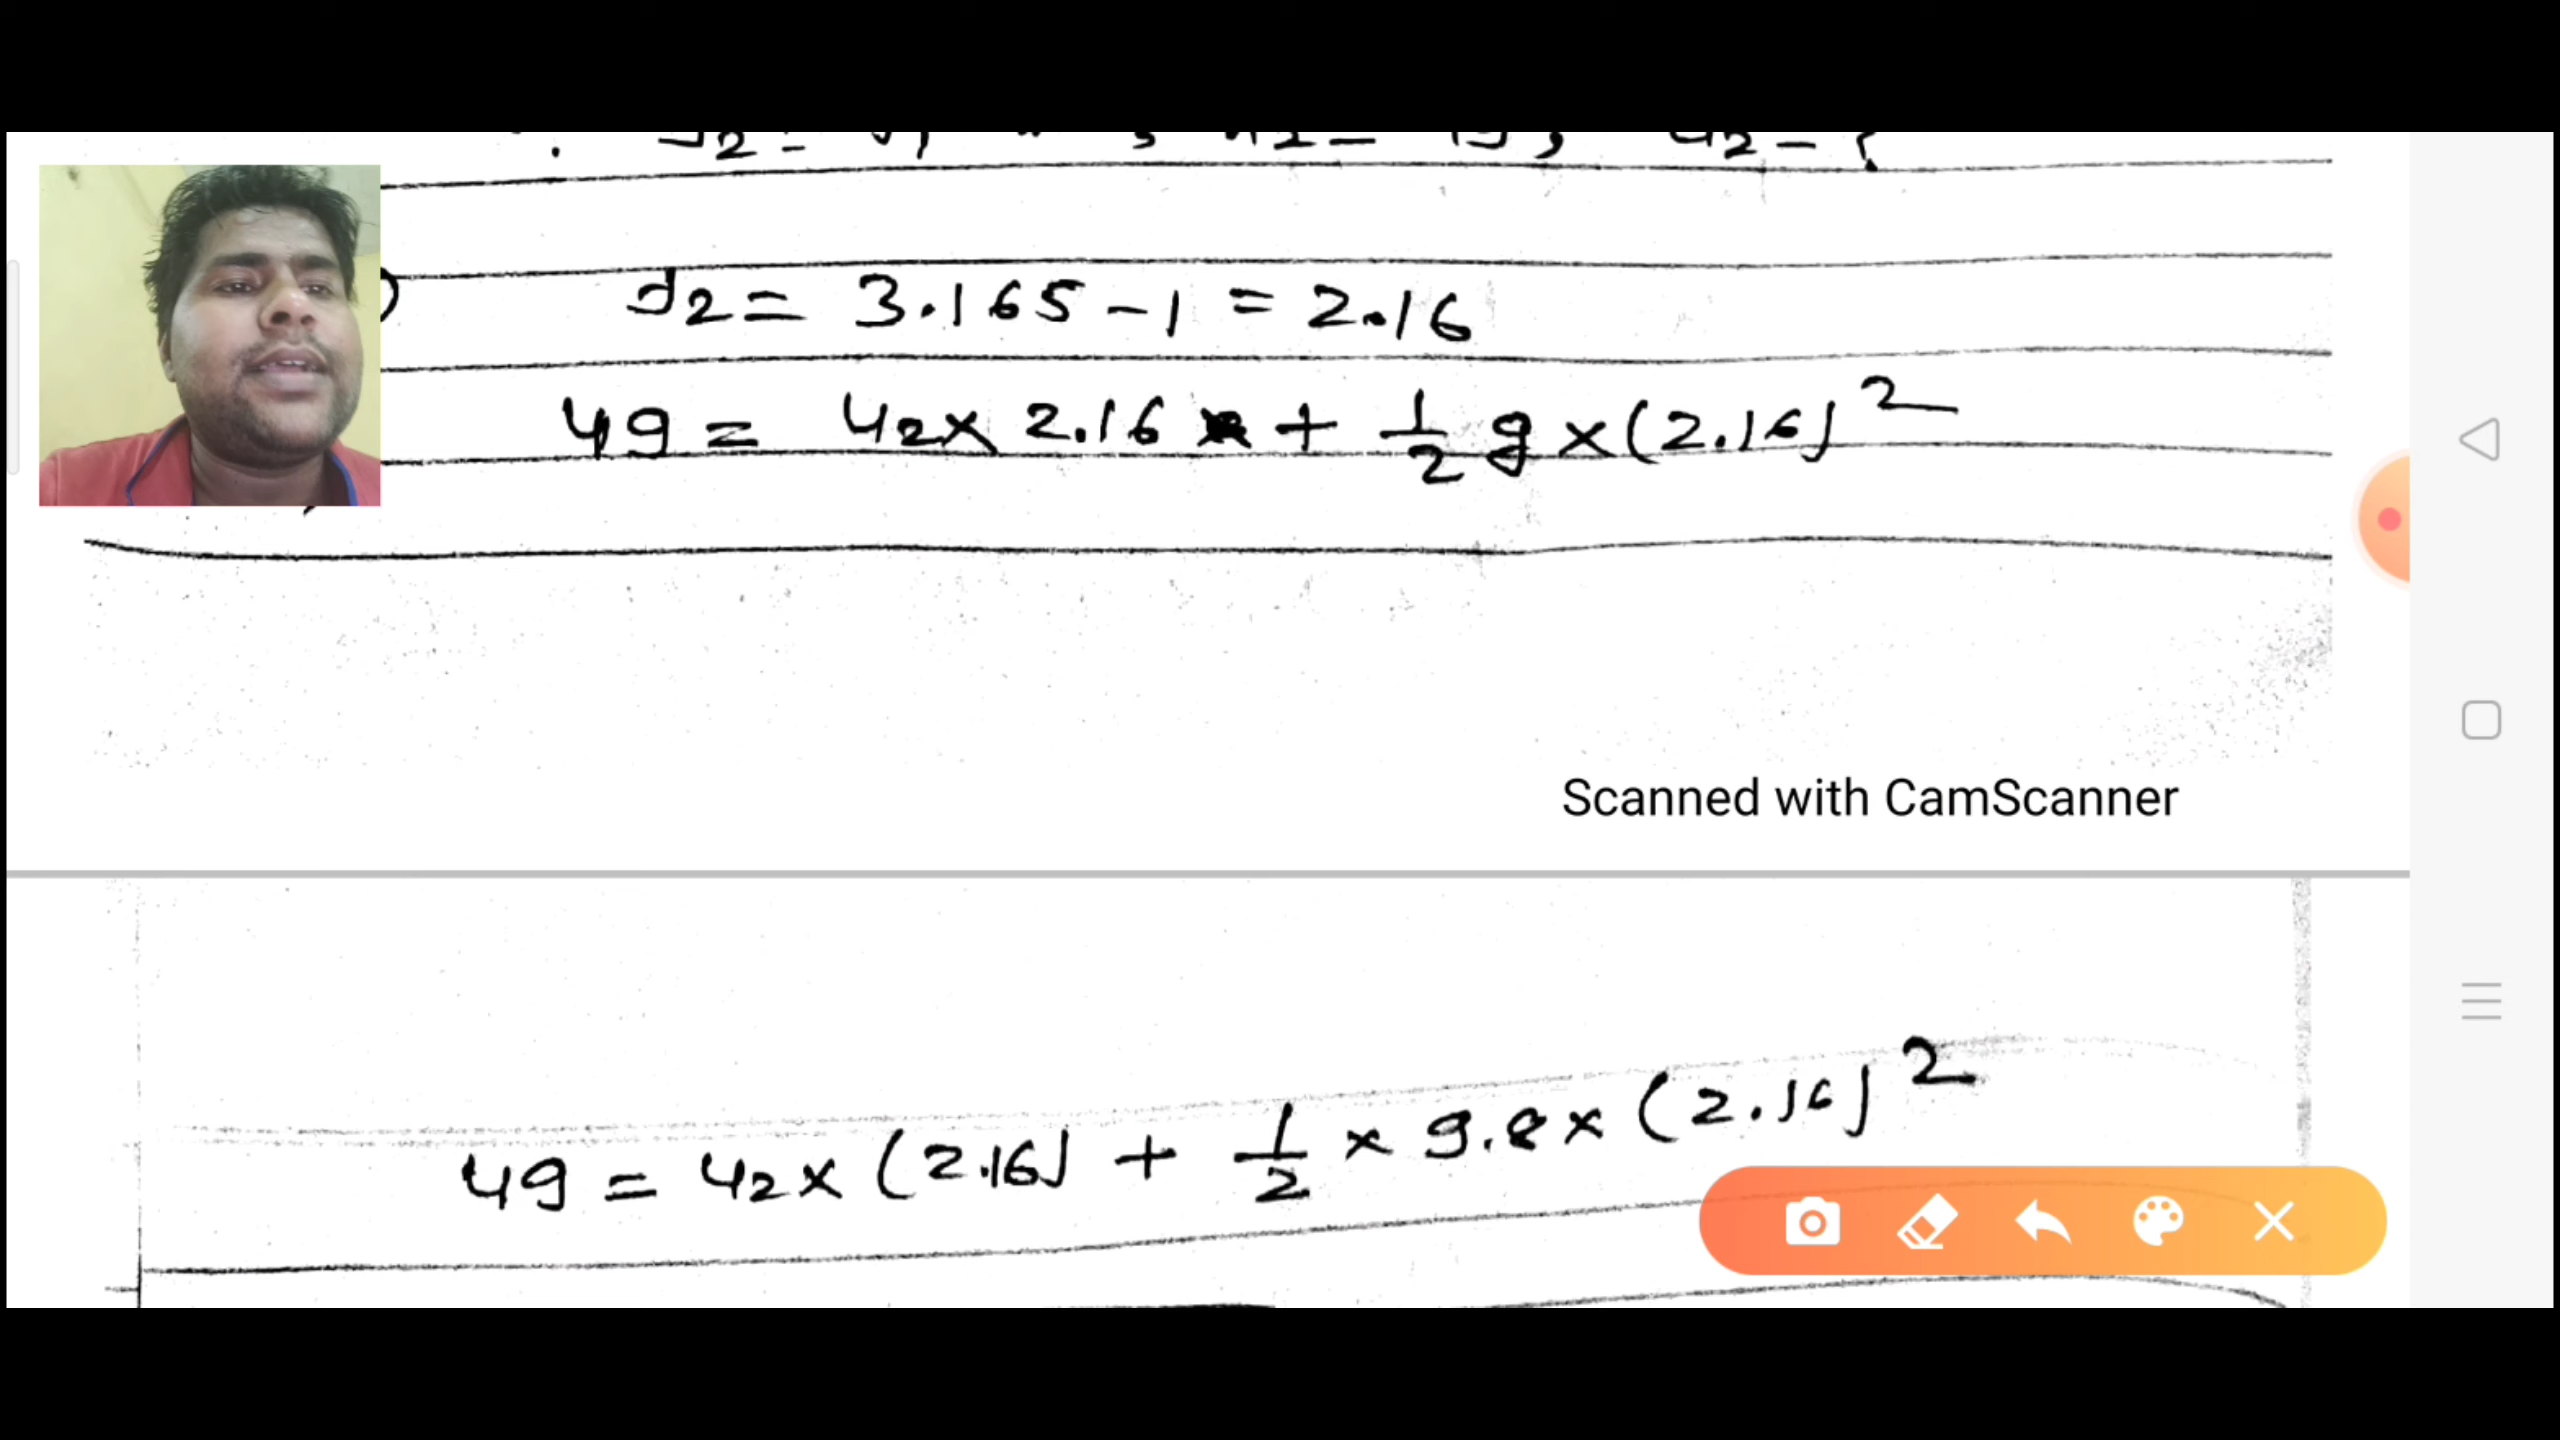 t2 = 3.165 - 1 = 2.16
49 = u2 x 2.16 + 1/2 g x (2.16)^2
Scanned with CamScanner
49 = u2 x (2.16) + 1/2 x 9.8 x (2.16)^2